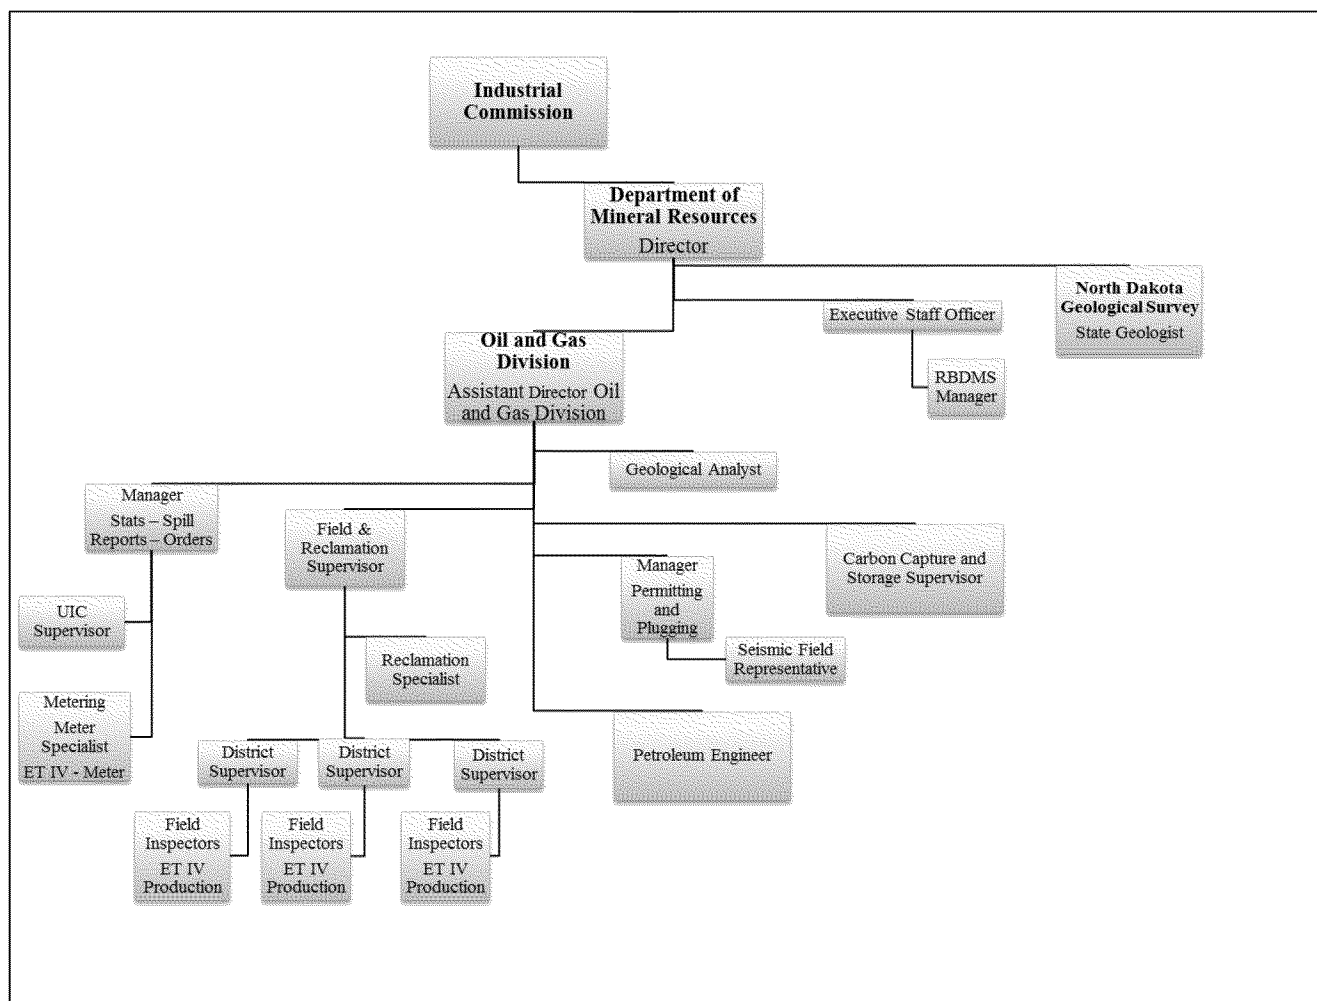 Industrial
Commission
Department of
Mineral Resources
Director
North Dakota
Geological Survey
State Geologist
Executive Staff Officer
RBDMS
Manager
Oil and Gas
Division
Assistant Director Oil
and Gas Division
Geological Analyst
Manager
Stats – Spill
Reports – Orders
Field &
Reclamation
Supervisor
Carbon Capture and
Storage Supervisor
Manager
Permitting
and
Plugging
UIC
Supervisor
Seismic Field
Representative
Reclamation
Specialist
Metering
Meter
Specialist
ET IV - Meter
District
Supervisor
District
Supervisor
District
Supervisor
Petroleum Engineer
Field
Inspectors
ET IV
Production
Field
Inspectors
ET IV
Production
Field
Inspectors
ET IV
Production